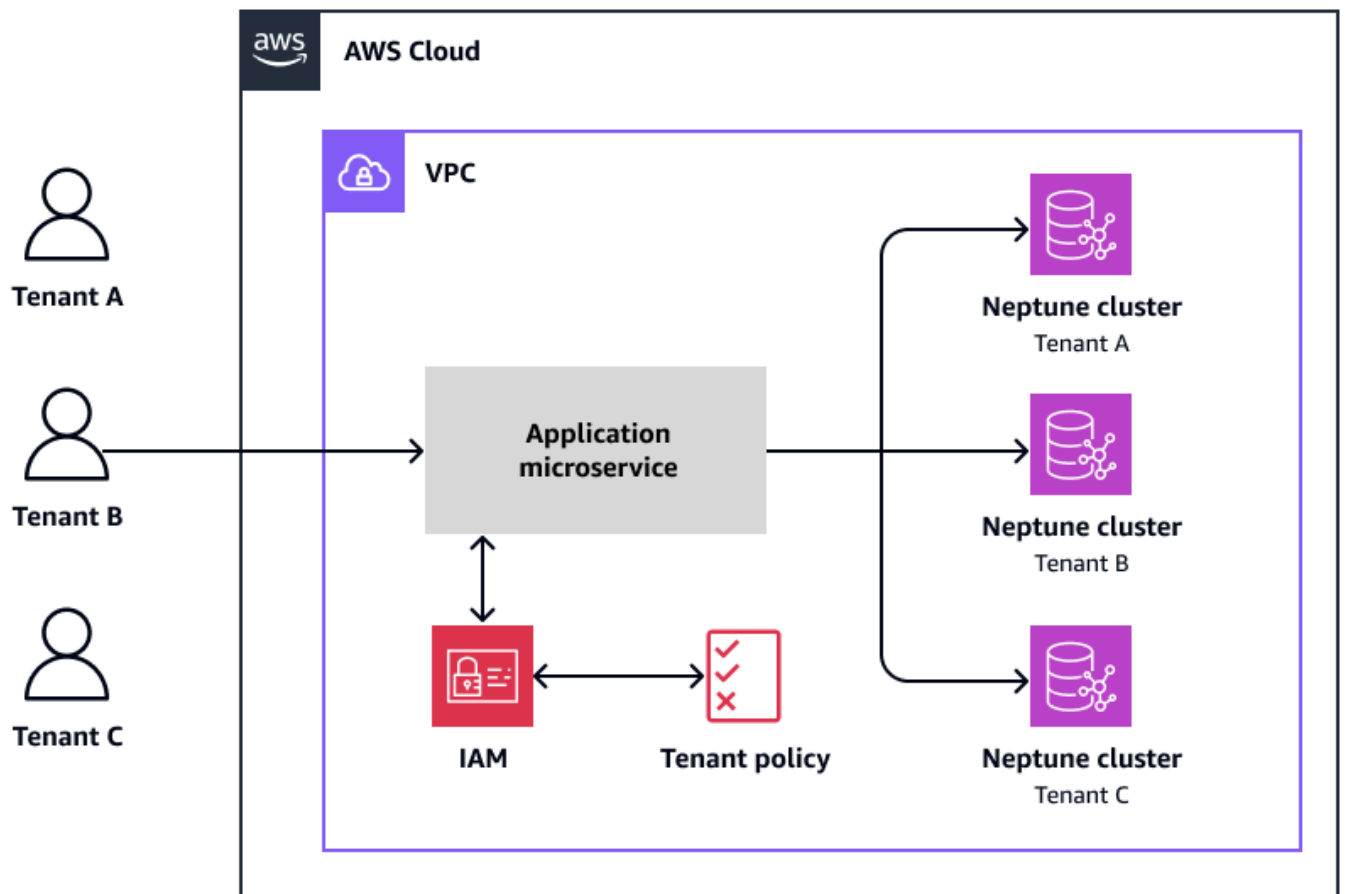 aws
AWS Cloud
VPC
Tenant A
Neptune cluster
Tenant A
Application
microservice
Tenant B
Neptune cluster
Tenant B
Tenant C
IAM
Tenant policy
Neptune cluster
Tenant C